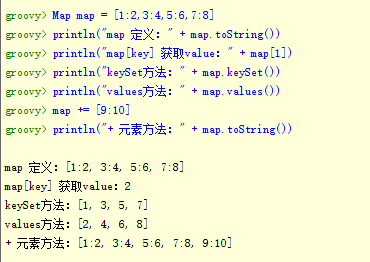 groovy> Map map = [1:2,3:4,5:6,7:8]
groovy> println("map 定义：" + map.toString())
groovy> println("map[key] 获取value：" + map[1])
groovy> println("keySet方法：" + map.keySet())
groovy> println("values方法：" + map.values())
groovy> map += [9:10]
groovy> println("+ 元素方法：" + map.toString())
map 定义：[1:2, 3:4, 5:6, 7:8]
map[key] 获取value：2
keySet方法：[1, 3, 5, 7]
values方法：[2, 4, 6, 8]
+ 元素方法：[1:2, 3:4, 5:6, 7:8, 9:10]